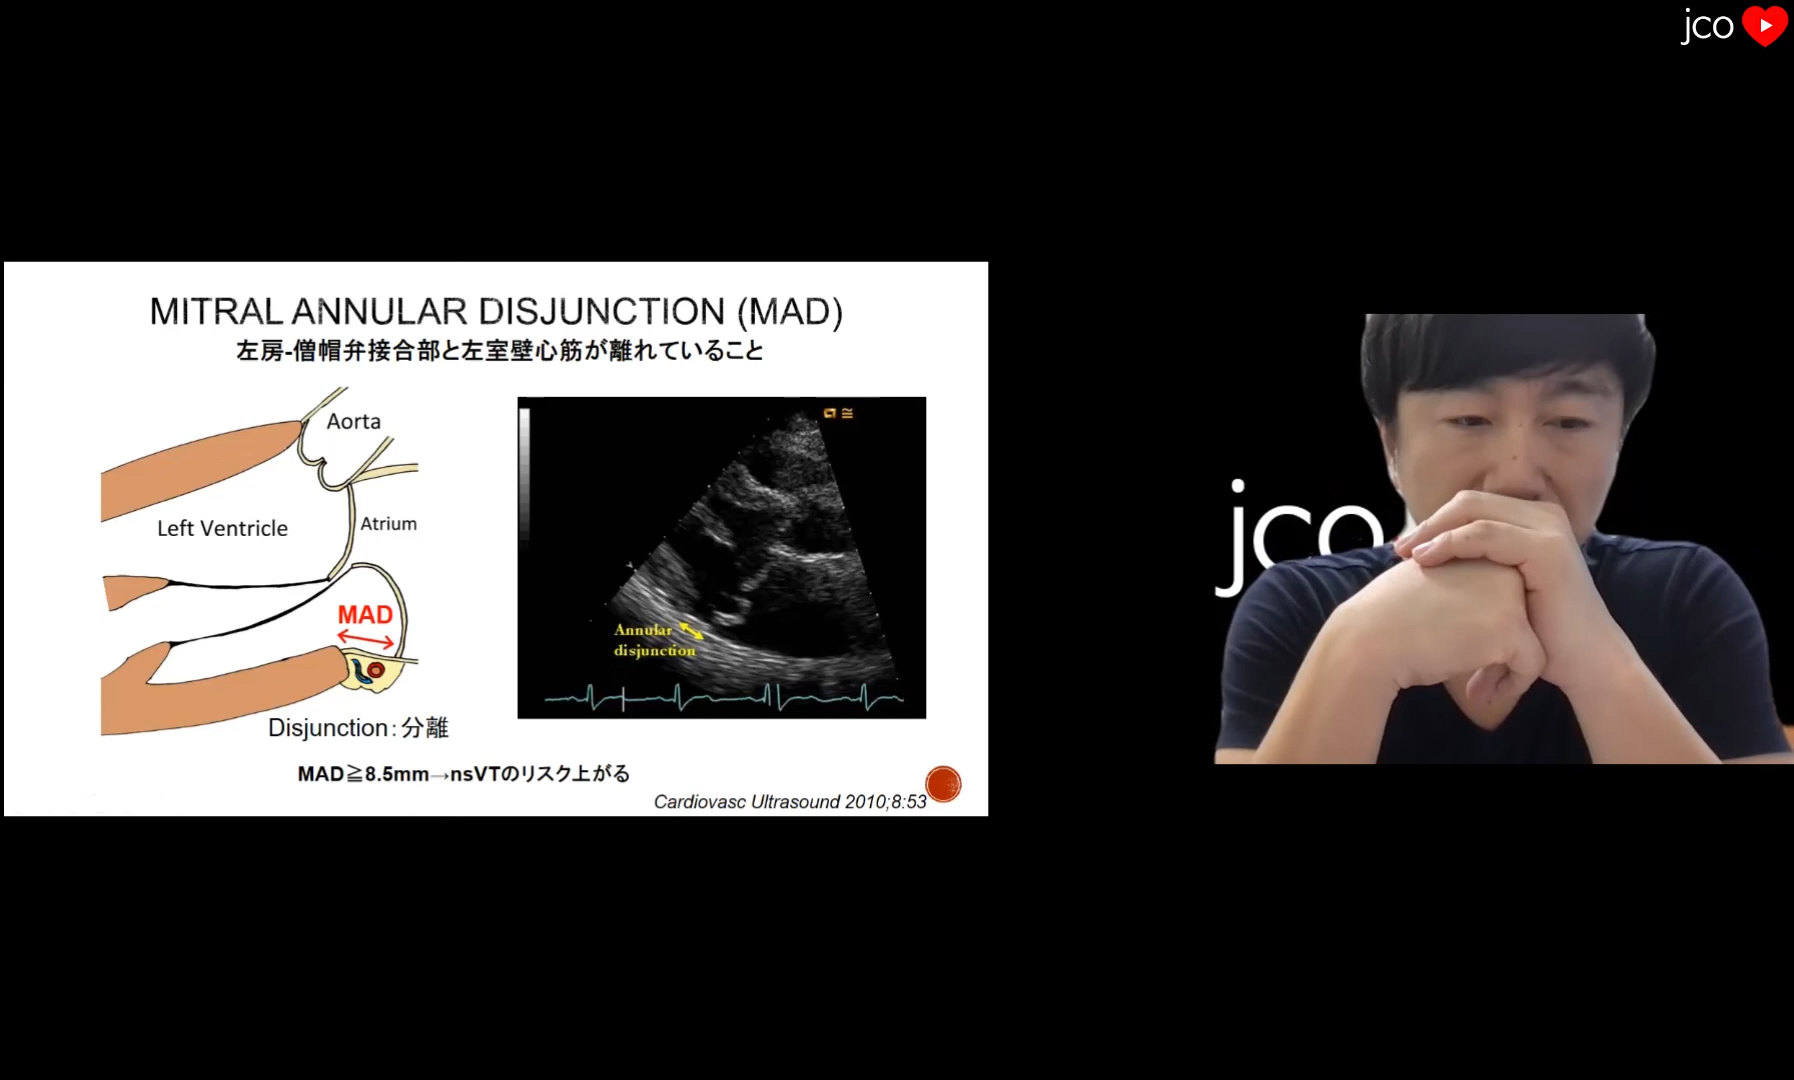 jco
MITRAL ANNULAR DISJUNCTION (MAD)
左房-僧帽弁接合部と左室壁心筋が離れていること
Aorta
Left Ventricle
Atrium
MAD
Disjunction：分離
Annular
disjunction
MAD≧8.5mm→nsVTのリスク上がる
Cardiovasc Ultrasound 2010;8:53
jco